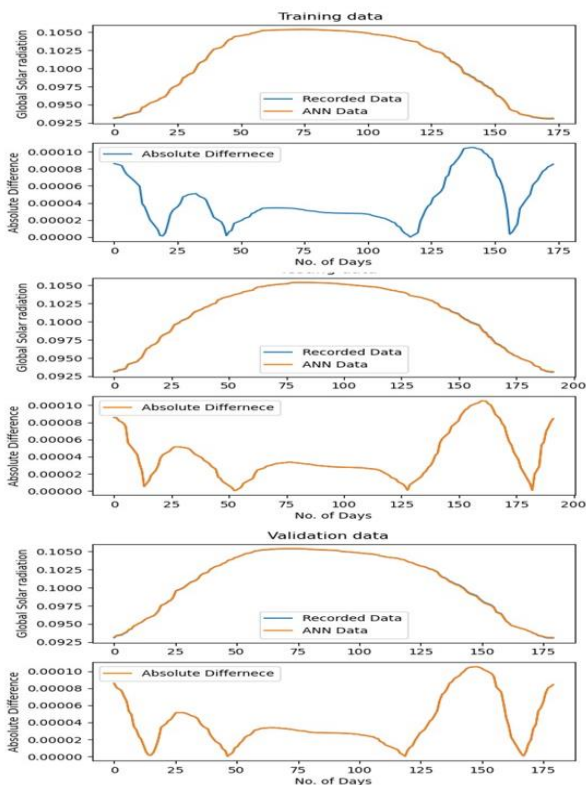 Training data
Global Solar radiation
0.1050
0.1025
0.1000
0.0975
0.0950
0.0925
Recorded Data
ANN Data
0 25 50 75 100 125 150 175
Absolute Difference
0.00010
0.00008
0.00006
0.00004
0.00002
0.00000
Absolute Differnece
0 25 50 75 100 125 150 175
No. of Days
data
Global Solar radiation
0.1050
0.1025
0.1000
0.0975
0.0950
0.0925
Recorded Data
ANN Data
0 25 50 75 100 125 150 175 200
Absolute Difference
0.00010
0.00008
0.00006
0.00004
0.00002
0.00000
Absolute Differnece
0 25 50 75 100 125 150 175 200
No. of Days
Validation data
Global Solar radiation
0.1050
0.1025
0.1000
0.0975
0.0950
0.0925
Recorded Data
ANN Data
0 25 50 75 100 125 150 175
Absolute Difference
0.00010
0.00008
0.00006
0.00004
0.00002
0.00000
Absolute Differnece
0 25 50 75 100 125 150 175
No. of Days